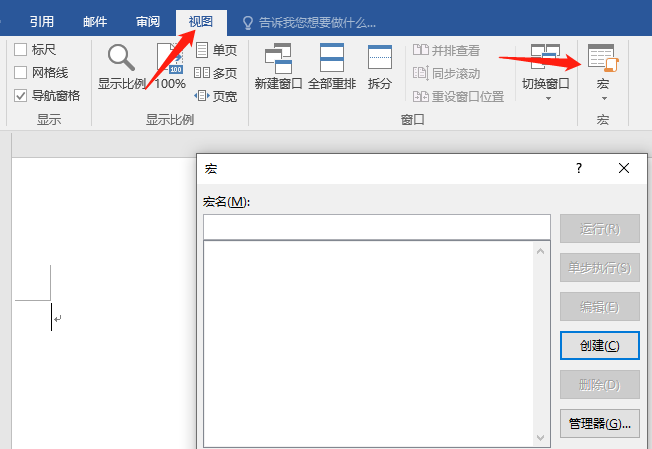 引用 邮件 审阅 视图 告诉我您想要做什么...
标尺
网格线
导航窗格
显示
显示比例
100
100%
单页
多页
页宽
显示比例
新建窗口
全部重排
拆分
并排查看
同步滚动
重设窗口位置
切换窗口
窗口
宏
宏
宏 ?
宏名(M):
运行(R)
单步执行(S)
编辑(E)
创建(C)
删除(D)
管理器(G)...